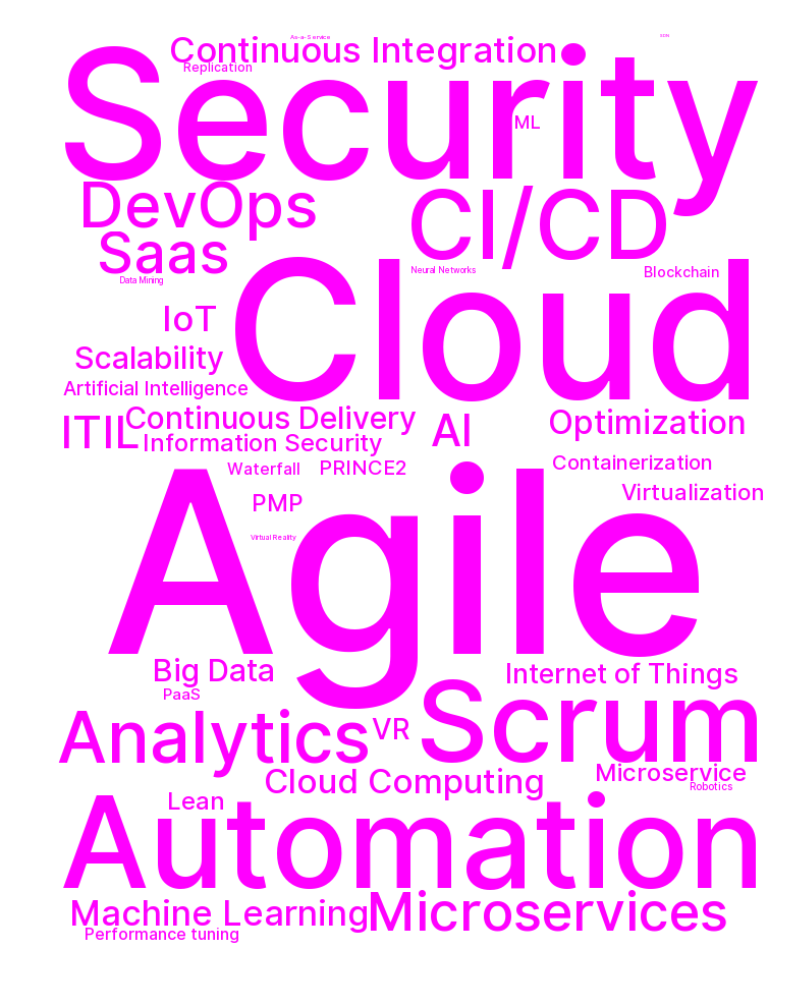 As-a-Service
SDN
Continuous Integration
Replication
Security
ML
DevOps
CI/CD
Saas
Neural Networks
Blockchain
Data Mining
Cloud
IoT
Scalability
Artificial Intelligence
Continuous Delivery
ITIL
AI
Optimization
Information Security
Waterfall
PRINCE2
Containerization
Virtualization
PMP
Virtual Reality
Agile
Big Data
Internet of Things
PaaS
Scrum
Analytics
VR
Cloud Computing
Microservice
Robotics
Lean
Automation
Machine Learning
Microservices
Performance tuning